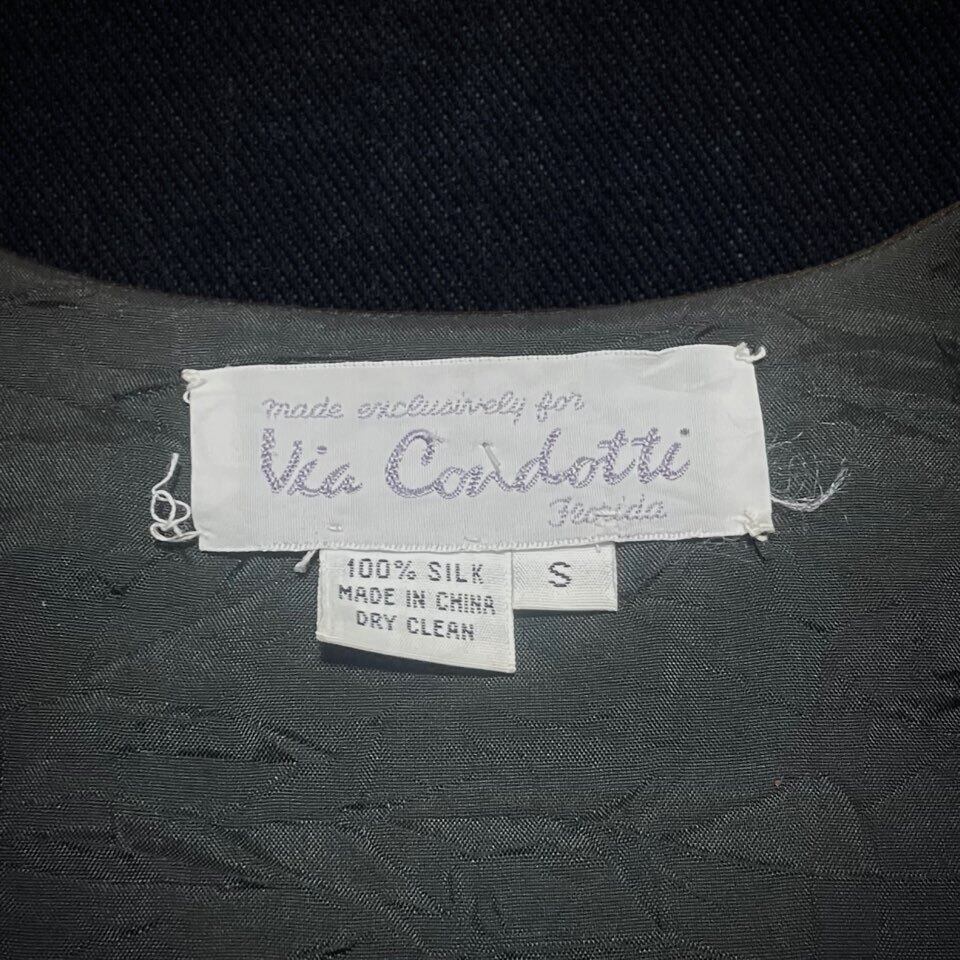 made exclusively for
Via Condotti
Florida
100% SILK
MADE IN CHINA
DRY CLEAN
S